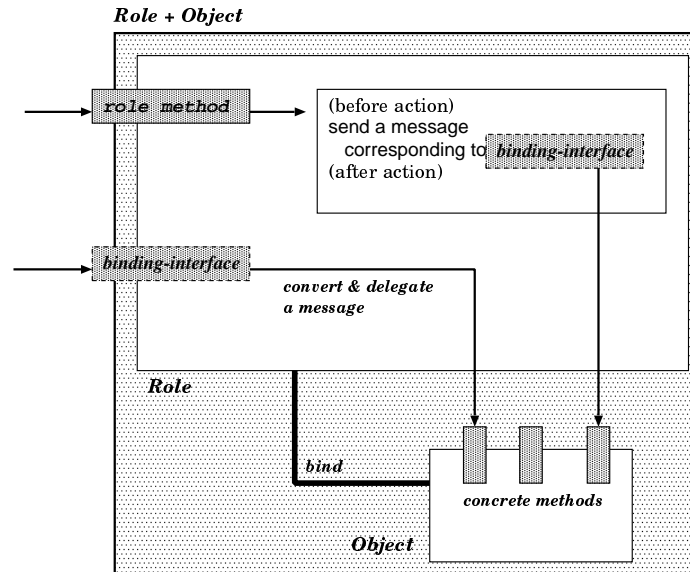 Role + Object
role method
(before action)
send a message
corresponding to binding-interface
(after action)
binding-interface
convert & delegate
a message
Role
bind
concrete methods
Object